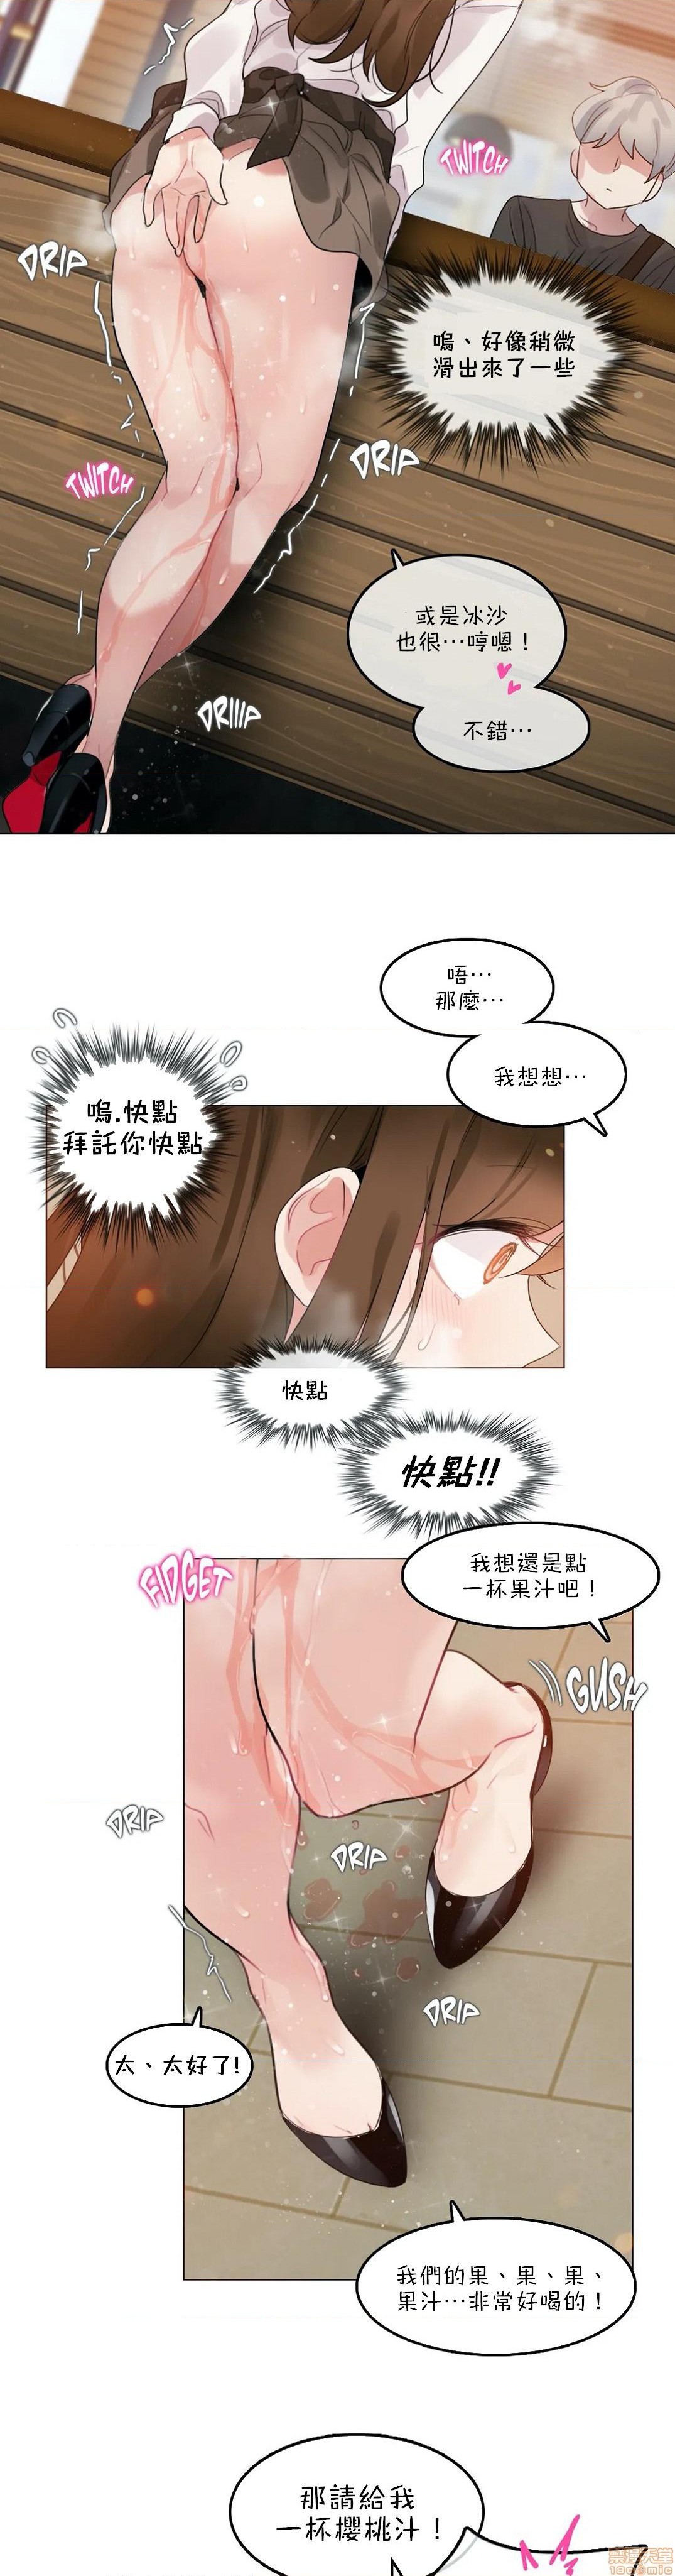 TWITCH
DRIP
嗚、好像稍微
滑出來了一些
DRIP
TWITCH
或是冰沙
也很…哼嗯！
DRIIIP
不錯…
唔…
那麼…
我想想…
嗚.快點
拜託你快點
快點
快點!!
我想還是點
一杯果汁吧！
FIDGET
GUSH
DRIP
DRIP
DRIP
太、太好了!
我們的果、果、果、
果汁…非常好喝的！
那請給我
一杯櫻桃汁！
18comic